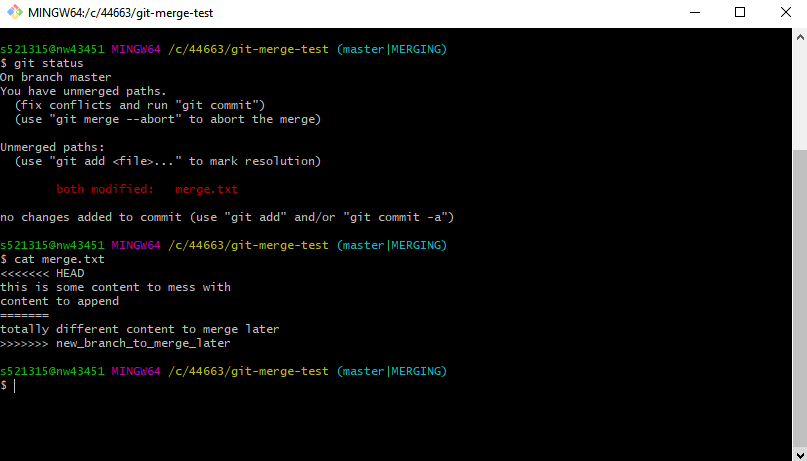 MINGW64:/c/44663/git-merge-test
s521315@nw43451 MINGW64 /c/44663/git-merge-test (master|MERGING)
$ git status
On branch master
You have unmerged paths.
  (fix conflicts and run "git commit")
  (use "git merge --abort" to abort the merge)

Unmerged paths:
  (use "git add <file>..." to mark resolution)

        both modified:   merge.txt

no changes added to commit (use "git add" and/or "git commit -a")

s521315@nw43451 MINGW64 /c/44663/git-merge-test (master|MERGING)
$ cat merge.txt
<<<<<<< HEAD
this is some content to mess with
content to append
=======
totally different content to merge later
>>>>>>> new_branch_to_merge_later

s521315@nw43451 MINGW64 /c/44663/git-merge-test (master|MERGING)
$